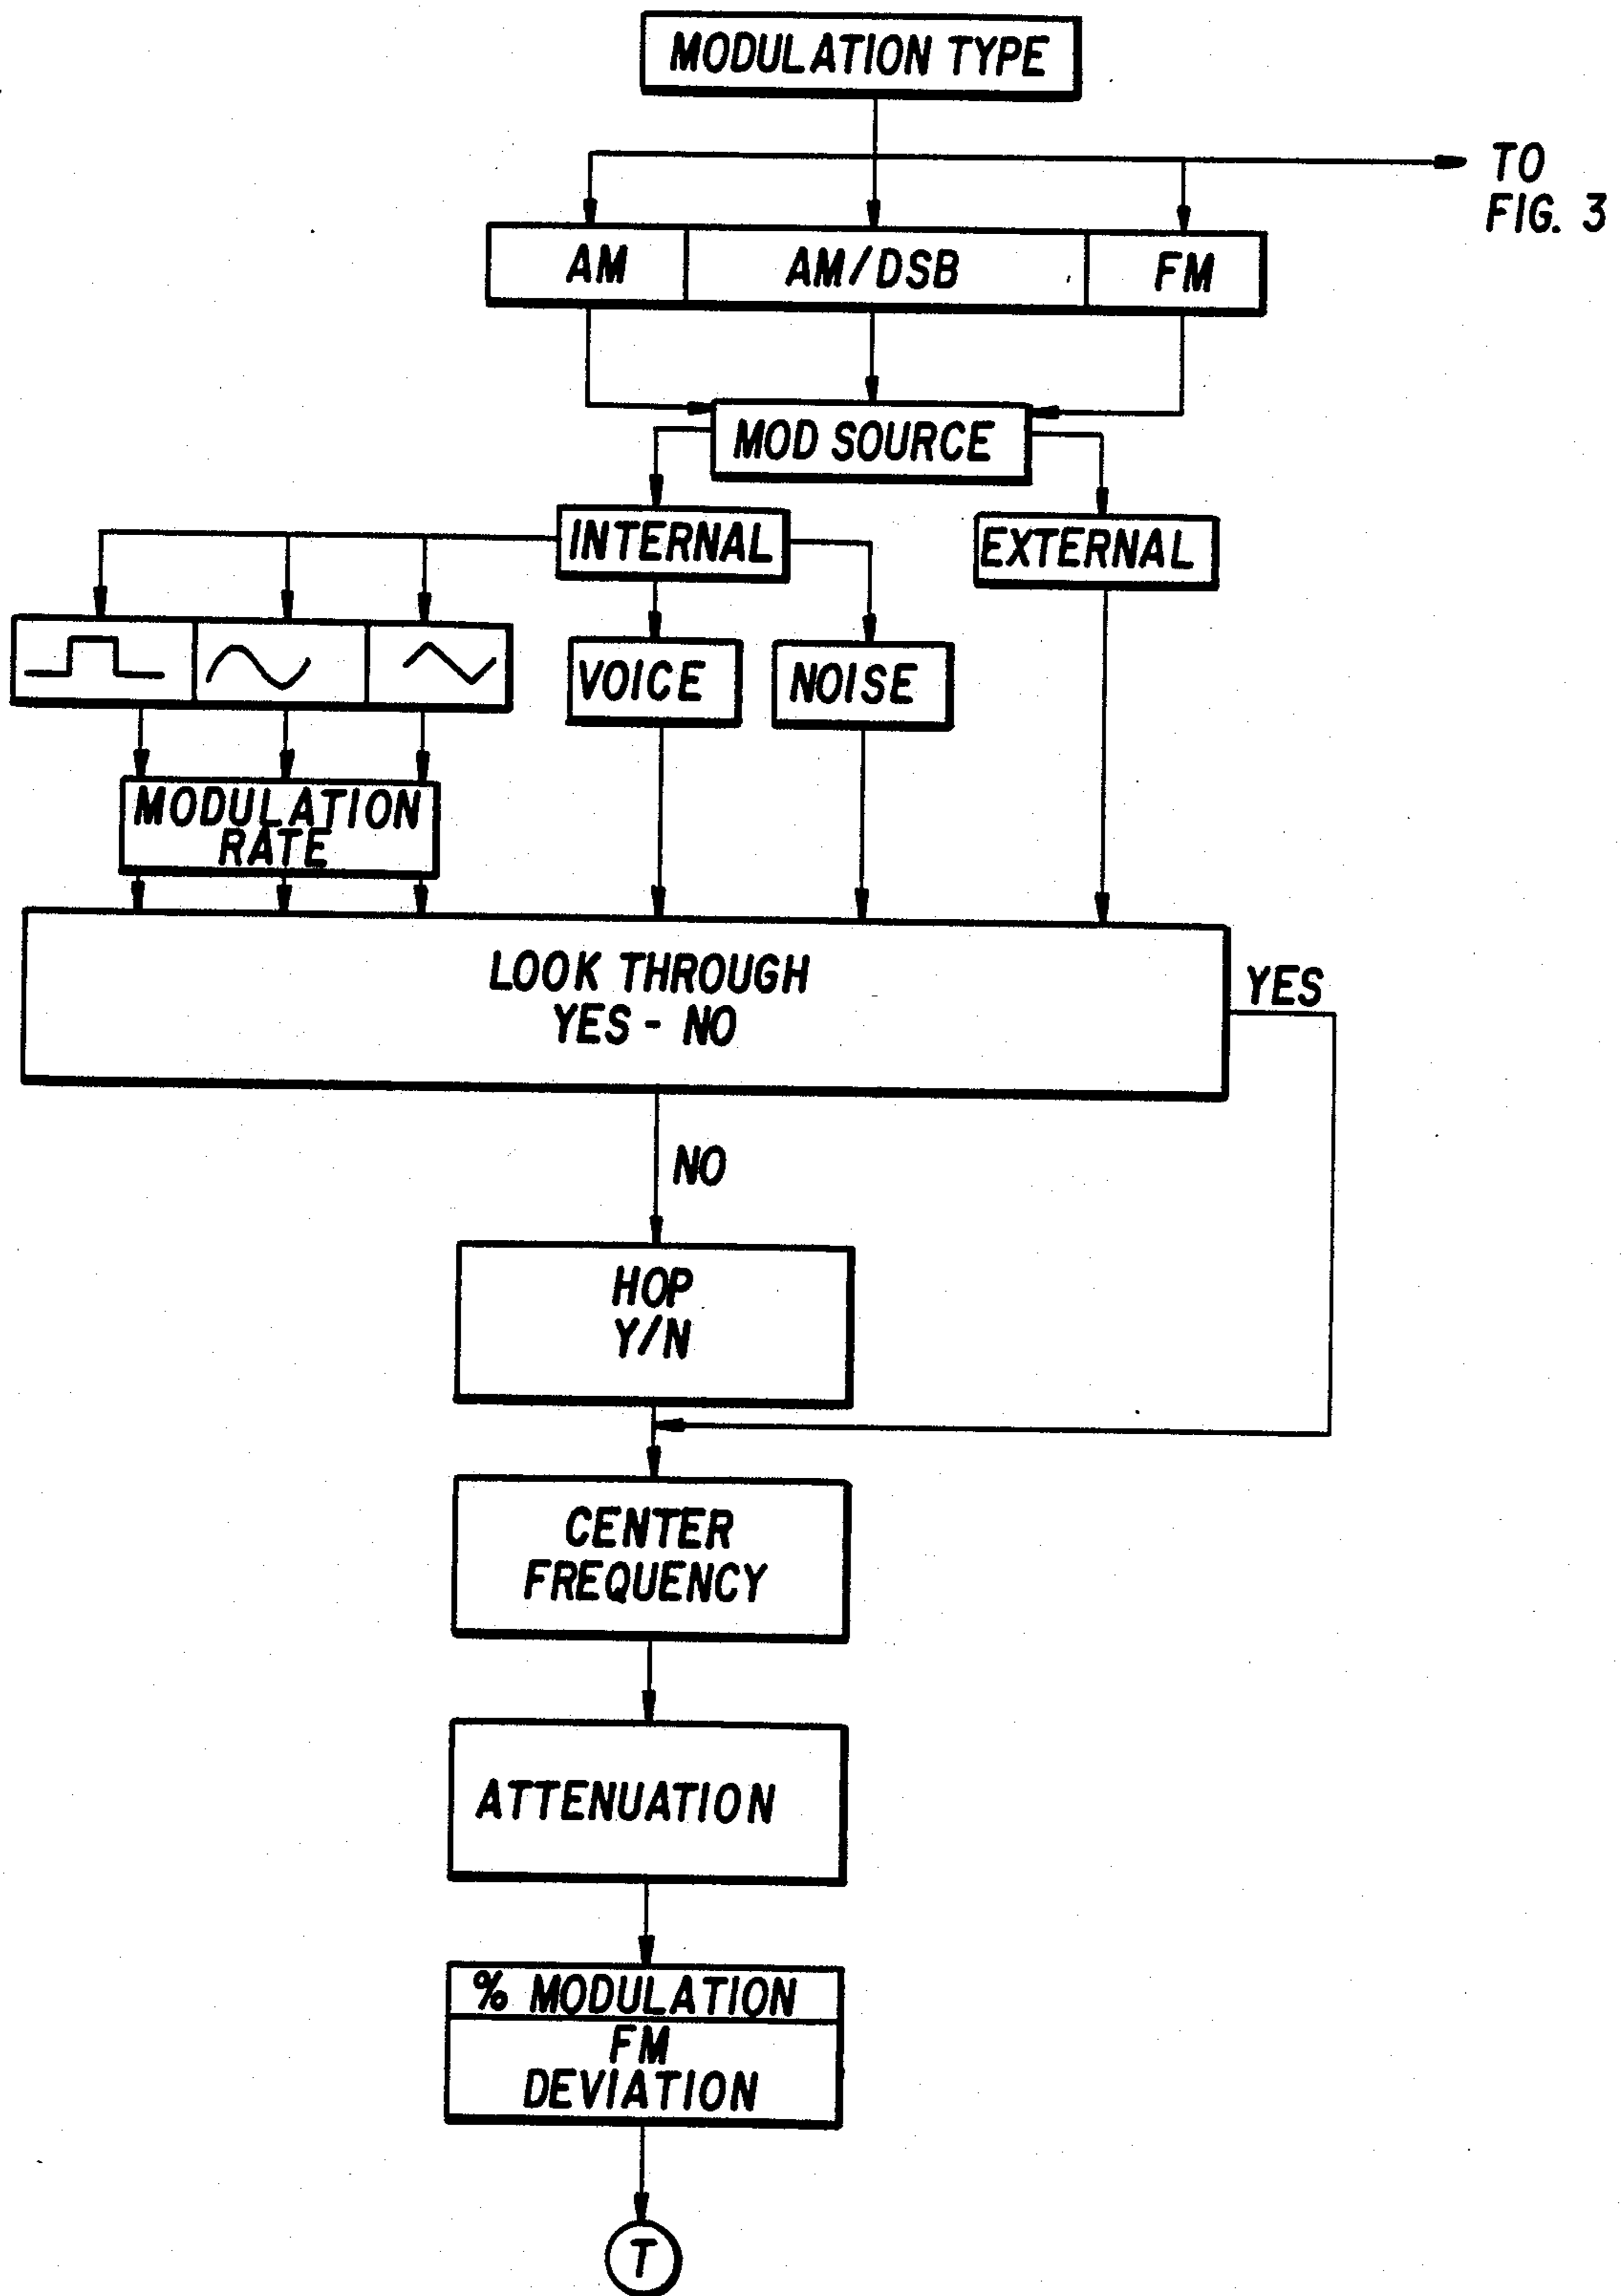 MODULATION TYPE
TO
FIG. 3
AM
AM/DSB
FM
MOD SOURCE
INTERNAL
EXTERNAL
VOICE
NOISE
MODULATION
RATE
LOOK THROUGH
YES - NO
YES
NO
HOP
Y/N
CENTER
FREQUENCY
ATTENUATION
% MODULATION
FM
DEVIATION
T